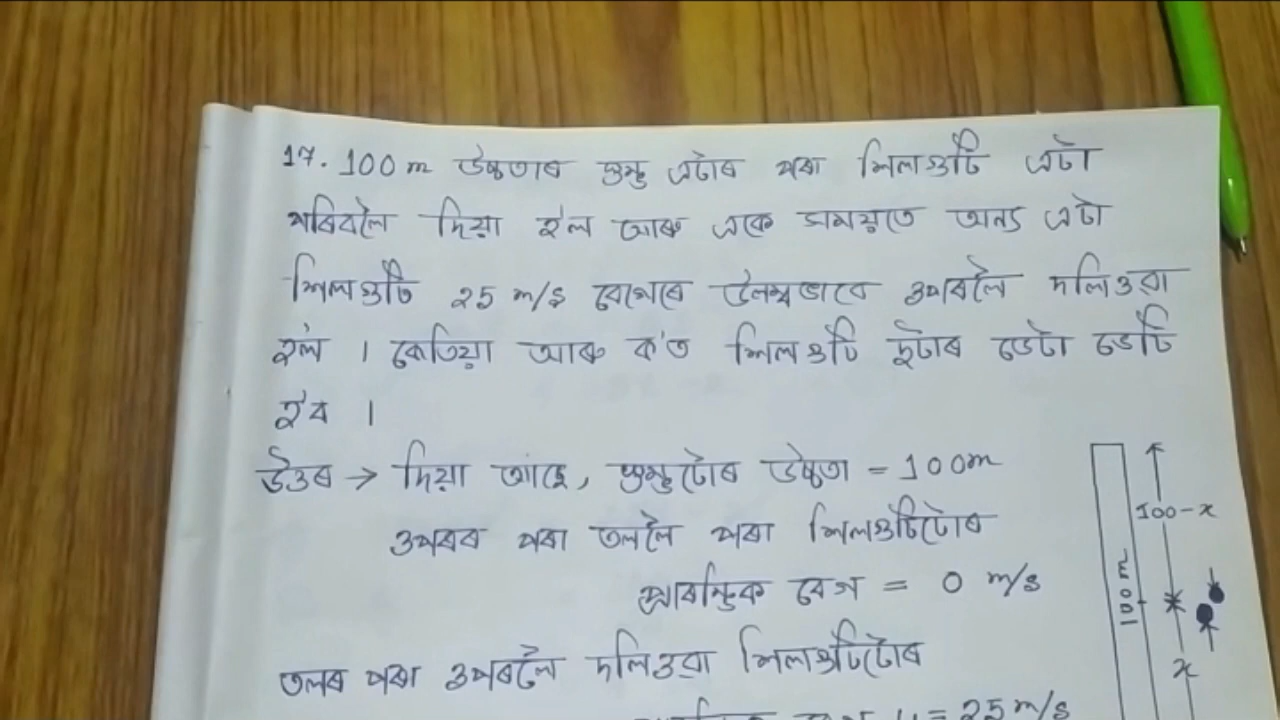 17. 100 m উচ্চতাৰ স্তম্ভ এটাৰ পৰা শিলগুটি এটা
পৰিবলৈ দিয়া হ'ল আৰু একে সময়তে অন্য এটা
শিলগুটি 25 m/s বেগেৰে উলম্বভাবে ওপৰলৈ দলিওৱা
হ'ল । কেতিয়া আৰু ক'ত শিলগুটি দুটাৰ ভেটা ভেটি
হ'ব ।
উত্তৰ → দিয়া আছে, স্তম্ভটোৰ উচ্চতা = 100m
ওপৰৰ পৰা তললৈ পৰা শিলগুটিটোৰ
প্ৰাৰম্ভিক বেগ = 0 m/s
তলৰ পৰা ওপৰলৈ দলিওৱা শিলগুটিটোৰ
বেগ u = 25 m/s
100-x
100m
x